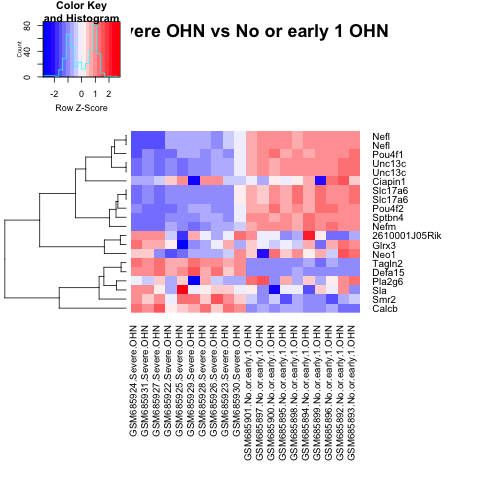 Color Key
and Histogram
vere OHN vs No or early 1 OHN
Count
0 40 80
-2 0 1 2
Row Z-Score
Nefl
Nefl
Pou4f1
Unc13c
Unc13c
Ciapin1
Slc17a6
Slc17a6
Pou4f2
Sptbn4
Nefm
2610001J05Rik
Glrx3
Neo1
Tagln2
Defa15
Pla2g6
Sla
Smr2
Calcb
GSM685924.Severe.OHN
GSM685931.Severe.OHN
GSM685927.Severe.OHN
GSM685922.Severe.OHN
GSM685925.Severe.OHN
GSM685929.Severe.OHN
GSM685928.Severe.OHN
GSM685926.Severe.OHN
GSM685923.Severe.OHN
GSM685930.Severe.OHN
GSM685901.No.or.early.1.OHN
GSM685897.No.or.early.1.OHN
GSM685900.No.or.early.1.OHN
GSM685895.No.or.early.1.OHN
GSM685898.No.or.early.1.OHN
GSM685894.No.or.early.1.OHN
GSM685899.No.or.early.1.OHN
GSM685896.No.or.early.1.OHN
GSM685892.No.or.early.1.OHN
GSM685893.No.or.early.1.OHN